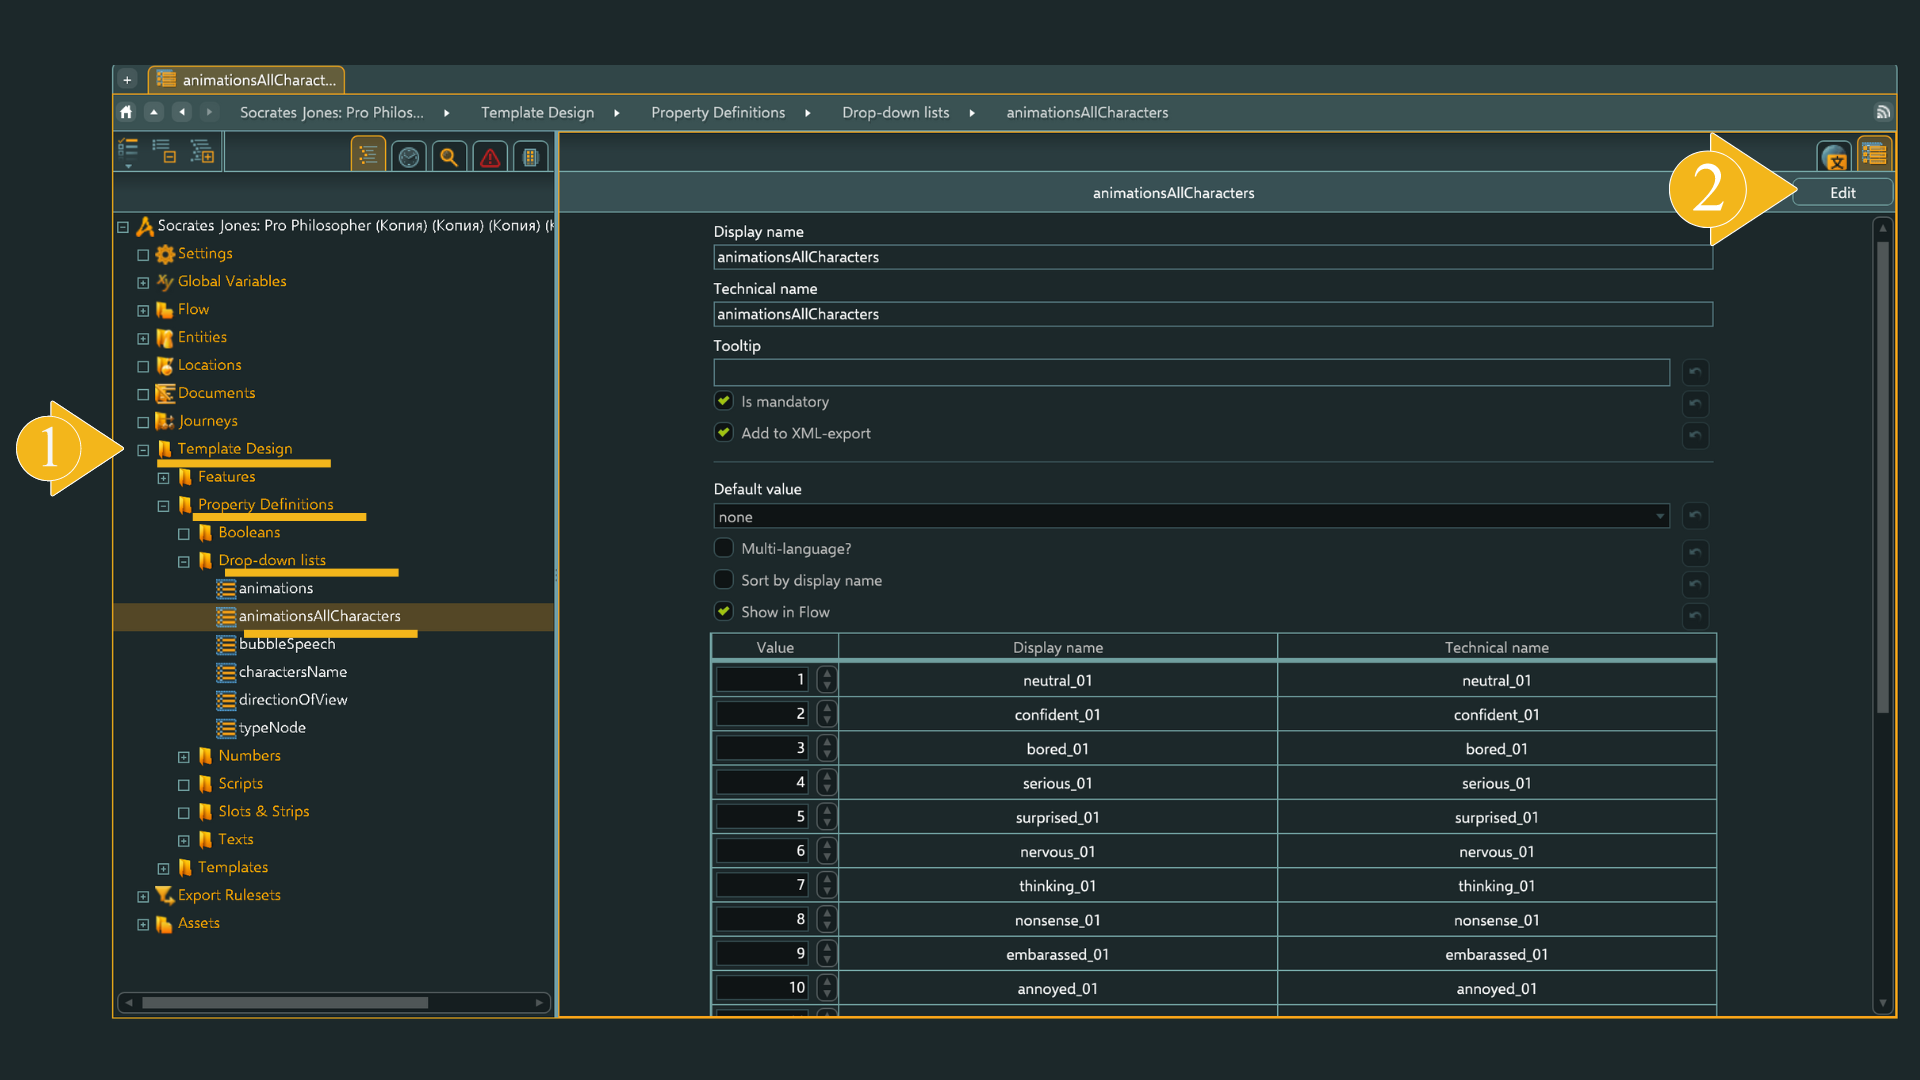 + animationsAllCharact...
Socrates Jones: Pro Philos... Template Design Property Definitions Drop-down lists animationsAllCharacters
animationsAllCharacters
Edit
2
Socrates Jones: Pro Philosopher (Копия) (Копия) (Копия) (
Settings
Global Variables
Flow
Entities
Locations
Documents
Journeys
1
Template Design
Features
Property Definitions
Booleans
Drop-down lists
animations
animationsAllCharacters
bubbleSpeech
charactersName
directionOfView
typeNode
Numbers
Scripts
Slots & Strips
Texts
Templates
Export Rulesets
Assets
Display name
animationsAllCharacters
Technical name
animationsAllCharacters
Tooltip
Is mandatory
Add to XML-export
Default value
none
Multi-language?
Sort by display name
Show in Flow
Value Display name Technical name
1 neutral_01 neutral_01
2 confident_01 confident_01
3 bored_01 bored_01
4 serious_01 serious_01
5 surprised_01 surprised_01
6 nervous_01 nervous_01
7 thinking_01 thinking_01
8 nonsense_01 nonsense_01
9 embarassed_01 embarassed_01
10 annoyed_01 annoyed_01